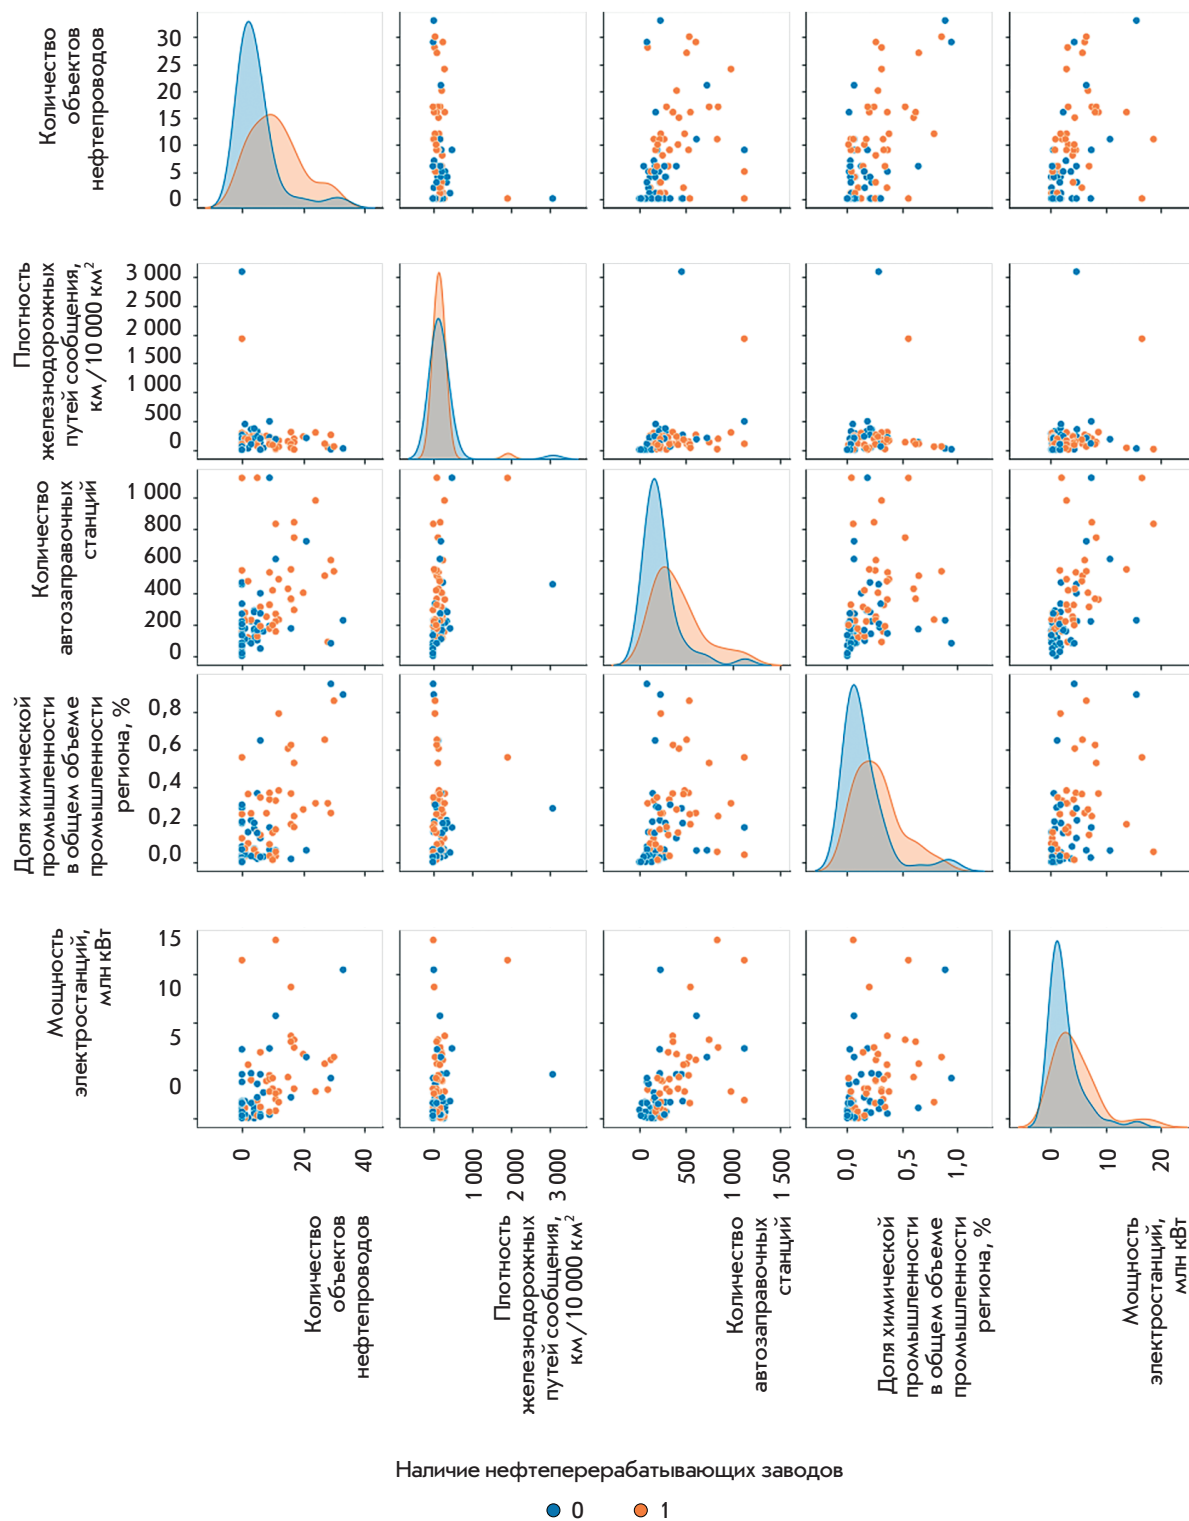 Количество
объектов
нефтепроводов
30
25
20
15
10
5
0
Плотность
железнодорожных
путей сообщения,
км/10 000 км²
3 000
2 500
2 000
1 500
1 000
500
0
Количество
автозаправочных
станций
1 000
800
600
400
200
0
Доля химической
промышленности
в общем объеме
промышленности
региона, %
0,8
0,6
0,4
0,2
0,0
Мощность
электростанций,
млн кВт
15
10
5
0
0
20
40
0
1 000
2 000
3 000
0
500
1 000
1 500
0,0
0,5
1,0
0
10
20
Количество
объектов
нефтепроводов
Плотность
железнодорожных
путей сообщения,
км/10 000 км²
Количество
автозаправочных
станций
Доля химической
промышленности
в общем объеме
промышленности
региона, %
Мощность
электростанций,
млн кВт
Наличие нефтеперерабатывающих заводов
0
1